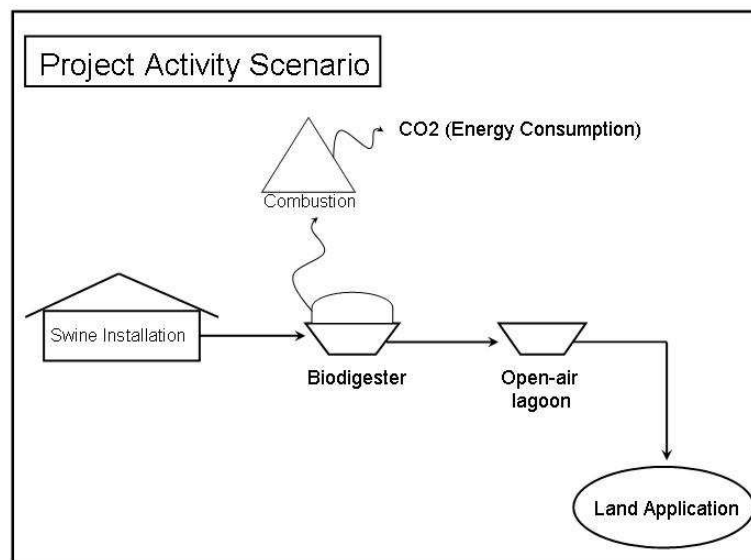 Project Activity Scenario
CO2 (Energy Consumption)
Combustion
Swine Installation
Biodigester
Open-air
lagoon
Land Application